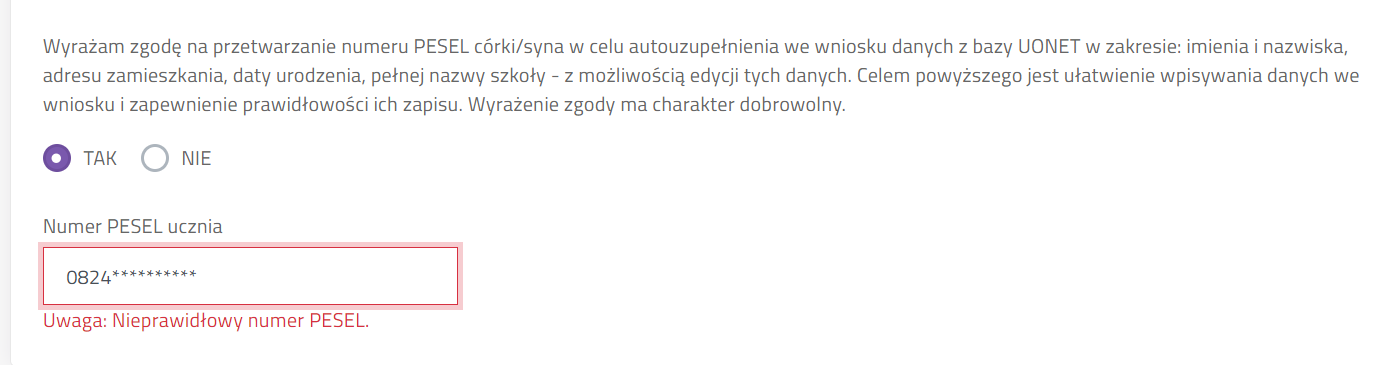 Wyrażam zgodę na przetwarzanie numeru PESEL córki/syna w celu autouzupełnienia we wniosku danych z bazy UONET w zakresie: imienia i nazwiska,
adresu zamieszkania, daty urodzenia, pełnej nazwy szkoły - z możliwością edycji tych danych. Celem powyższego jest ułatwienie wpisywania danych we
wniosku i zapewnienie prawidłowości ich zapisu. Wyrażenie zgody ma charakter dobrowolny.
TAK NIE
Numer PESEL ucznia
0824**********
Uwaga: Nieprawidłowy numer PESEL.